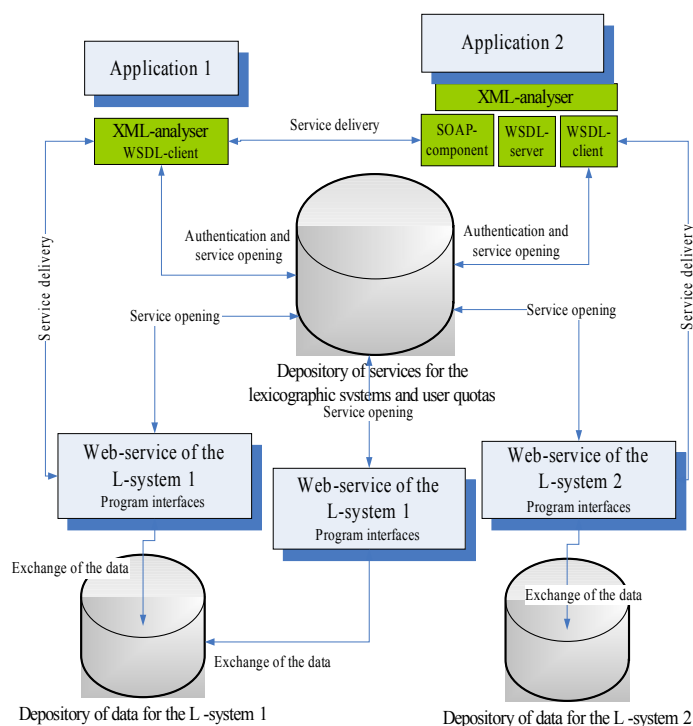 Application 1
Application 2
XML-analyser
XML-analyser
WSDL-client
Service delivery
SOAP-
component
WSDL-
server
WSDL-
client
Authentication and
service opening
Authentication and
service opening
Service delivery
Service delivery
Service opening
Service opening
Depository of services for the
lexicographic systems and user quotas
Service opening
Web-service of the
L-system 1
Program interfaces
Web-service of the
L-system 1
Program interfaces
Web-service of the
L-system 2
Program interfaces
Exchange of the data
Exchange of the data
Exchange of the data
Depository of data for the L -system 1
Depository of data for the L -system 2